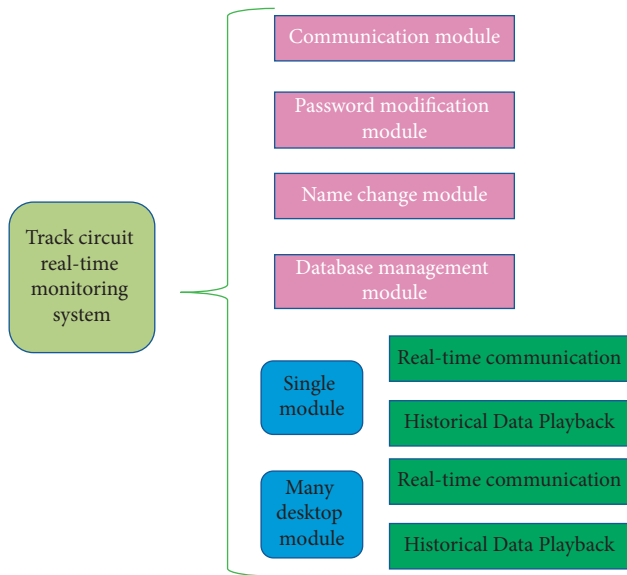 Communication module
Password modification
module
Name change module
Track circuit
real-time
monitoring
system
Database management
module
Single
module
Real-time communication
Historical Data Playback
Many
desktop
module
Real-time communication
Historical Data Playback